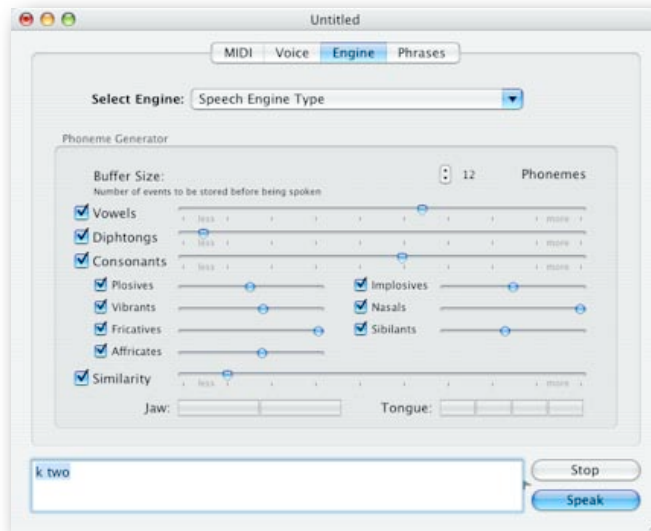 Untitled
MIDI Voice Engine Phrases
Select Engine: Speech Engine Type
Phoneme Generator
Buffer Size: 12 Phonemes
Number of events to be stored before being spoken
Vowels
less more
Diphtongs
less more
Consonants
less more
Plosives Implosives
Vibrants Nasals
Fricatives Sibilants
Affricates
Similarity
less more
Jaw: Tongue:
k two
Stop
Speak